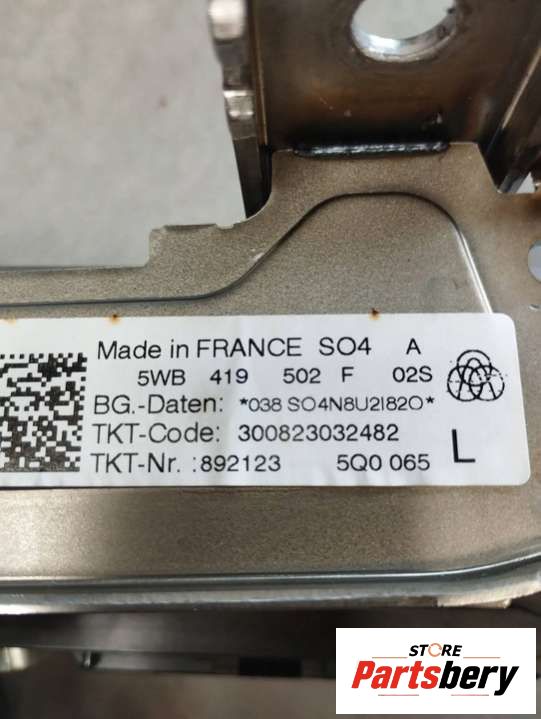 Made in FRANCE SO4 A
5WB 419 502 F 02S
BG.-Daten: *038 SO4N8U2I82O*
TKT-Code: 300823032482
TKT-Nr. :892123 5Q0 065 L
STORE
Partsbery